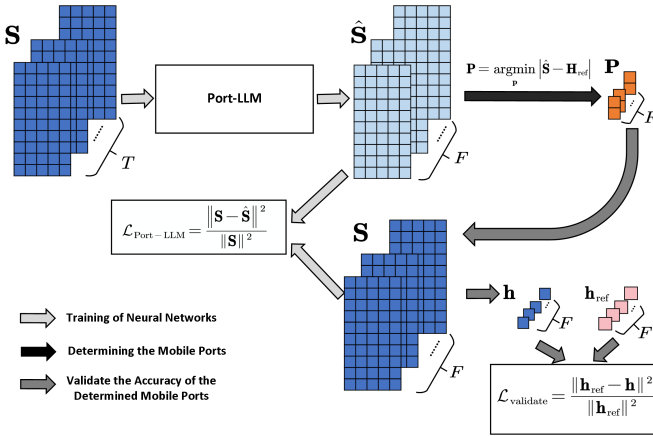 S
Ŝ
P = argmin_P |Ŝ − H_ref|
P
Port-LLM
T
F
F
S
ℒ_Port−LLM = ‖S − Ŝ‖² / ‖S‖²
h
h_ref
F
F
F
Training of Neural Networks
Determining the Mobile Ports
Validate the Accuracy of the
Determined Mobile Ports
ℒ_validate = ‖h_ref − h‖² / ‖h_ref‖²